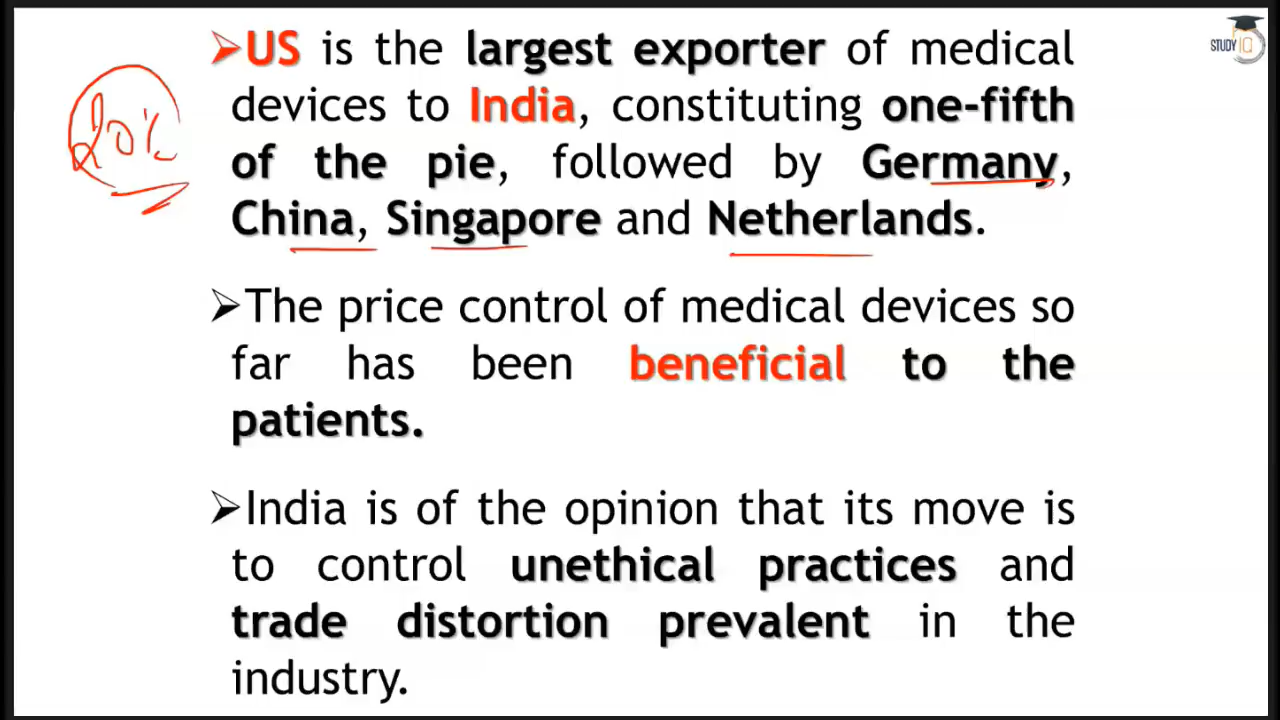 ➢US is the largest exporter of medical
devices to India, constituting one-fifth
of the pie, followed by Germany,
China, Singapore and Netherlands.
➢The price control of medical devices so
far has been beneficial to the
patients.
➢India is of the opinion that its move is
to control unethical practices and
trade distortion prevalent in the
industry.
20%
STUDY IQ